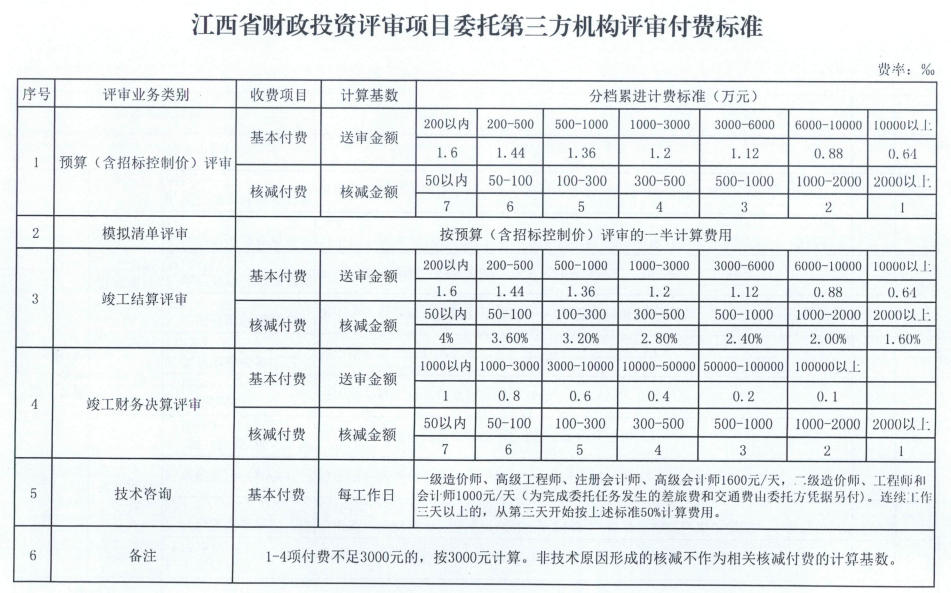 江西省财政投资评审项目委托第三方机构评审付费标准
费率：‰
序号 评审业务类别 收费项目 计算基数 分档累进计费标准（万元）
1 预算（含招标控制价）评审 基本付费 送审金额 200以内 200-500 500-1000 1000-3000 3000-6000 6000-10000 10000以上
1.6 1.44 1.36 1.2 1.12 0.88 0.64
核减付费 核减金额 50以内 50-100 100-300 300-500 500-1000 1000-2000 2000以上
7 6 5 4 3 2 1
2 模拟清单评审 按预算（含招标控制价）评审的一半计算费用
3 竣工结算评审 基本付费 送审金额 200以内 200-500 500-1000 1000-3000 3000-6000 6000-10000 10000以上
1.6 1.44 1.36 1.2 1.12 0.88 0.64
核减付费 核减金额 50以内 50-100 100-300 300-500 500-1000 1000-2000 2000以上
4% 3.60% 3.20% 2.80% 2.40% 2.00% 1.60%
4 竣工财务决算评审 基本付费 送审金额 1000以内 1000-3000 3000-10000 10000-50000 50000-100000 100000以上
1 0.8 0.6 0.4 0.2 0.1
核减付费 核减金额 50以内 50-100 100-300 300-500 500-1000 1000-2000 2000以上
7 6 5 4 3 2 1
5 技术咨询 基本付费 每工作日 一级造价师、高级工程师、注册会计师、高级会计师1600元/天，二级造价师、工程师和
会计师1000元/天（为完成委托任务发生的差旅费和交通费由委托方凭据另付）。连续工作
三天以上的，从第三天开始按上述标准50%计算费用。
6 备注 1-4项付费不足3000元的，按3000元计算。非技术原因形成的核减不作为相关核减付费的计算基数。